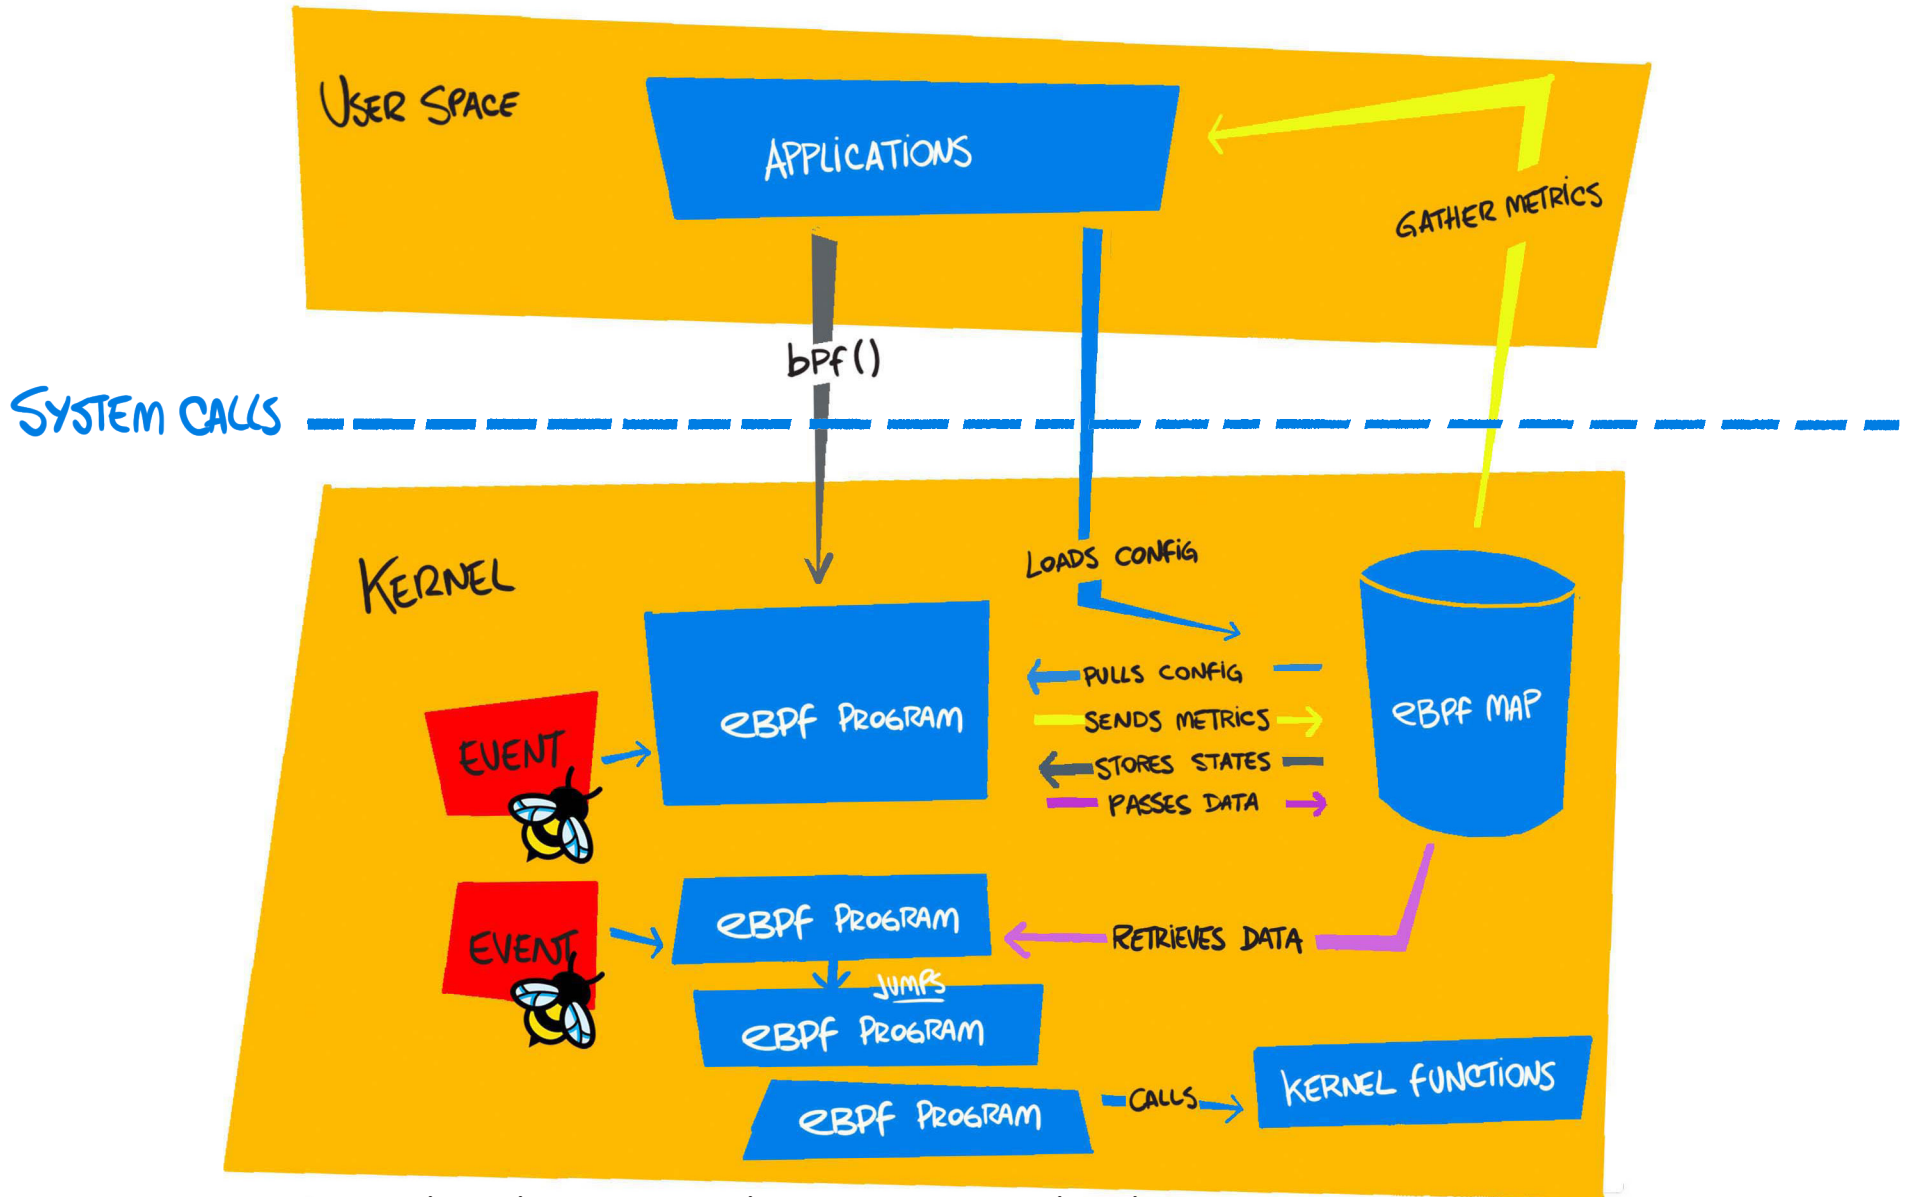 USER SPACE
APPLICATIONS
GATHER METRICS
bpf()
SYSTEM CALLS
KERNEL
LOADS CONFIG
PULLS CONFIG
SENDS METRICS
STORES STATES
PASSES DATA
eBPF PROGRAM
eBPF MAP
EVENT
EVENT
eBPF PROGRAM
RETRIEVES DATA
JUMPS
eBPF PROGRAM
eBPF PROGRAM
CALLS
KERNEL FUNCTIONS